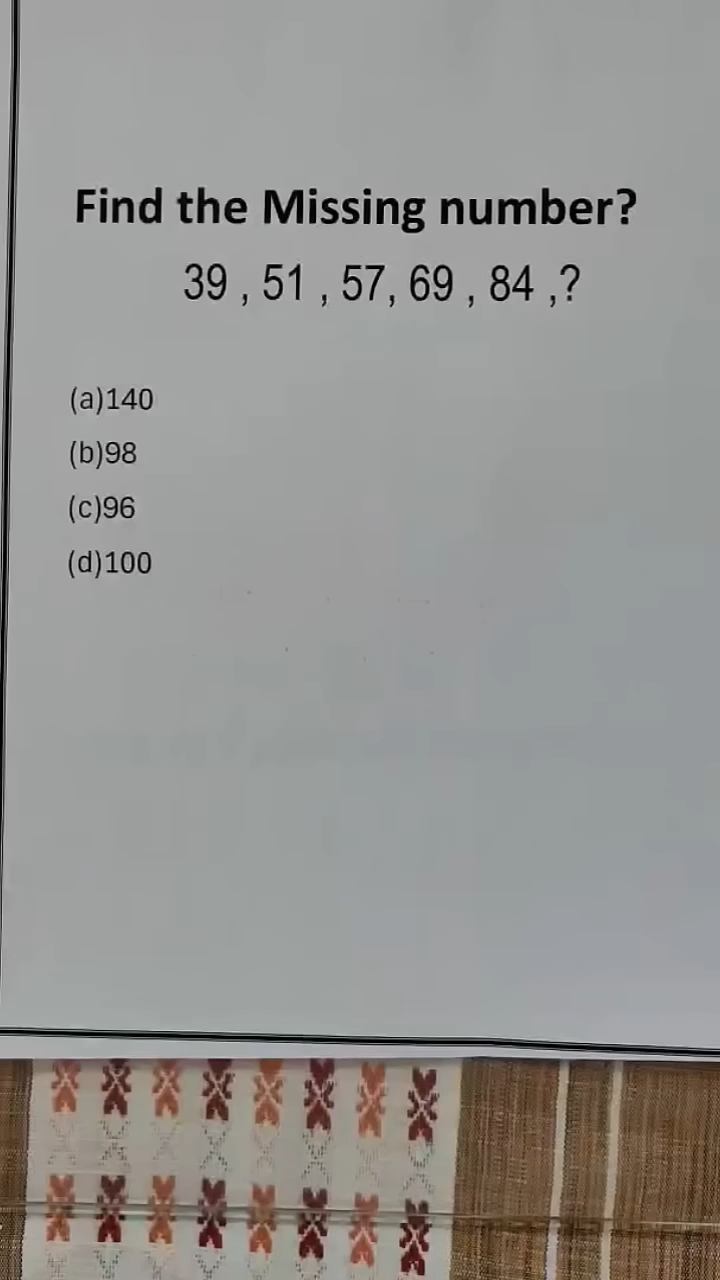 Find the Missing number?
39 , 51 , 57, 69 , 84 ,?
(a)140
(b)98
(c)96
(d)100